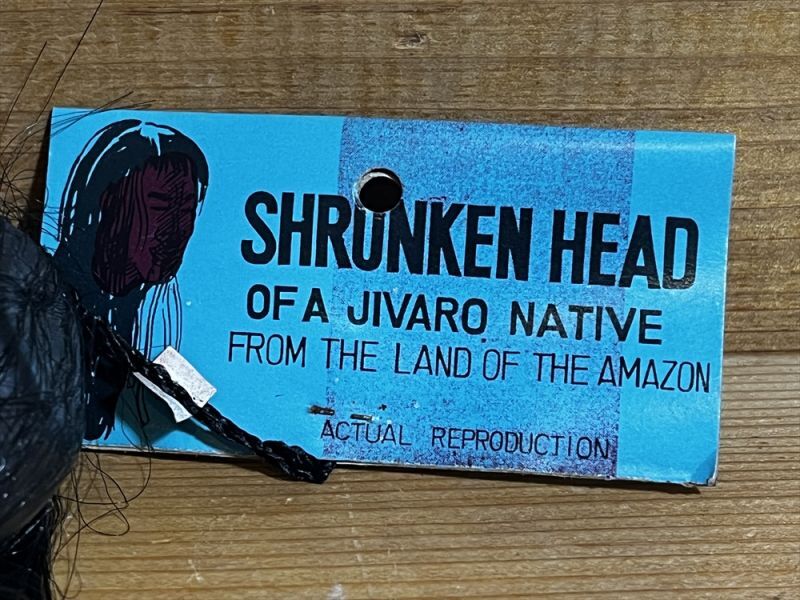 SHRUNKEN HEAD
OF A JIVARO NATIVE
FROM THE LAND OF THE AMAZON
ACTUAL REPRODUCTION